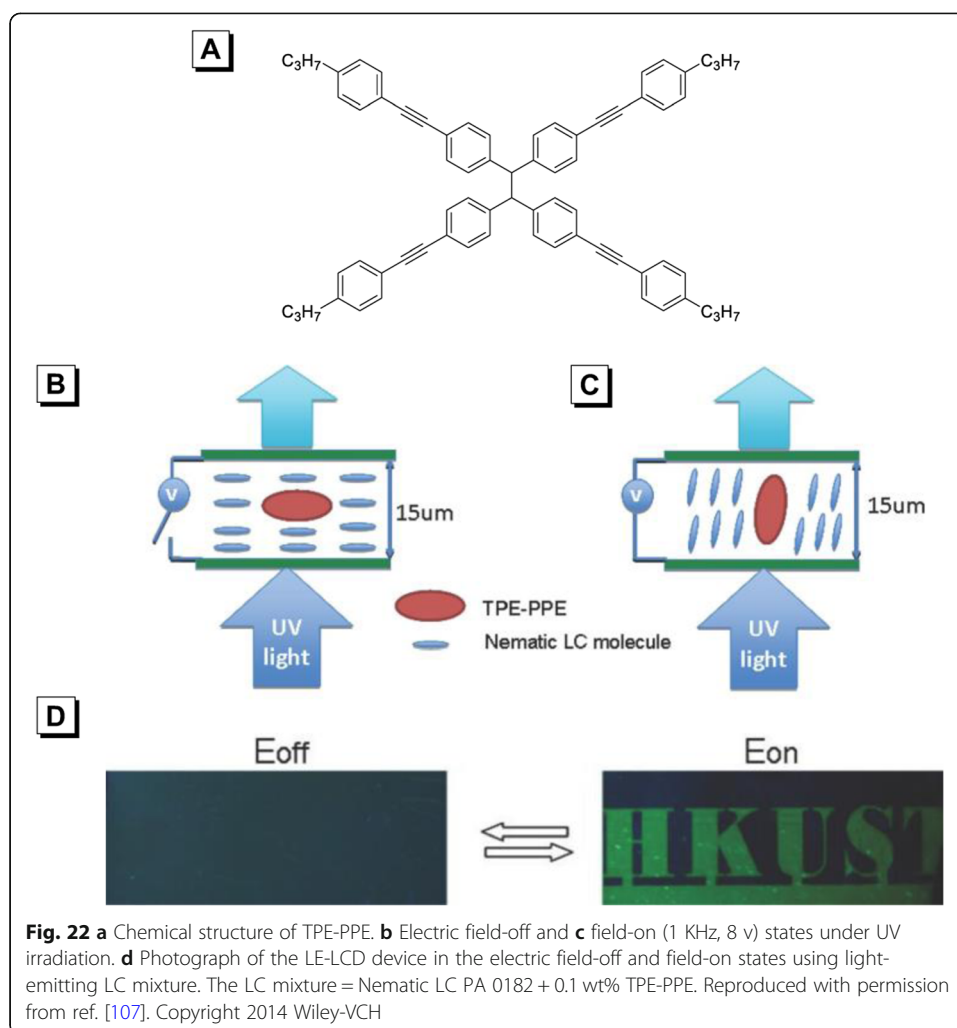 A
C3H7 C3H7
C3H7 C3H7
B C
V 15um V 15um
TPE-PPE
UV light Nematic LC molecule UV light
D
Eoff Eon
HKUST
Fig. 22 a Chemical structure of TPE-PPE. b Electric field-off and c field-on (1 KHz, 8 v) states under UV
irradiation. d Photograph of the LE-LCD device in the electric field-off and field-on states using light-
emitting LC mixture. The LC mixture = Nematic LC PA 0182 + 0.1 wt% TPE-PPE. Reproduced with permission
from ref. [107]. Copyright 2014 Wiley-VCH